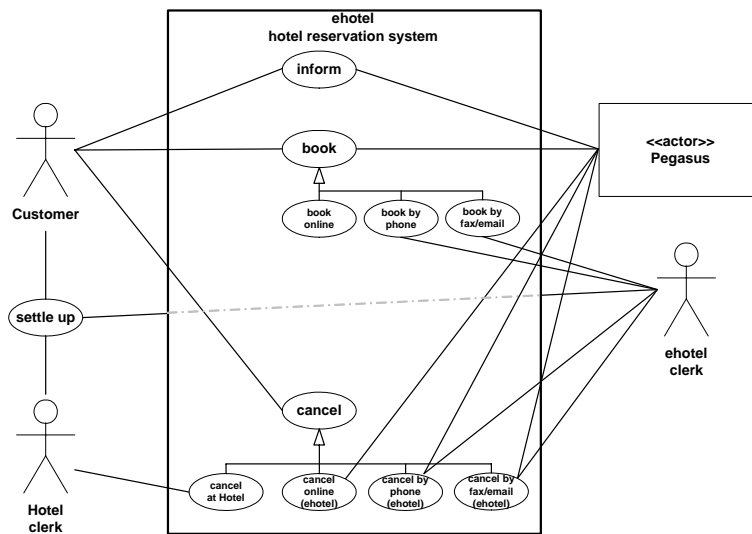 ehotel
hotel reservation system
inform
<<actor>>
Pegasus
book
Customer
book
online
book by
phone
book by
fax/email
settle up
ehotel
clerk
cancel
cancel
at Hotel
cancel
online
(ehotel)
cancel by
phone
(ehotel)
cancel by
fax/email
(ehotel)
Hotel
clerk